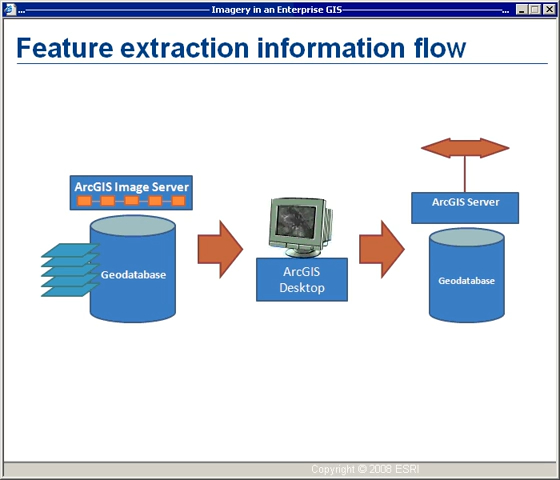 ...
Imagery in an Enterprise GIS
...
Feature extraction information flow
ArcGIS Image Server
Geodatabase
ArcGIS
Desktop
ArcGIS Server
Geodatabase
Copyright © 2008 ESRI